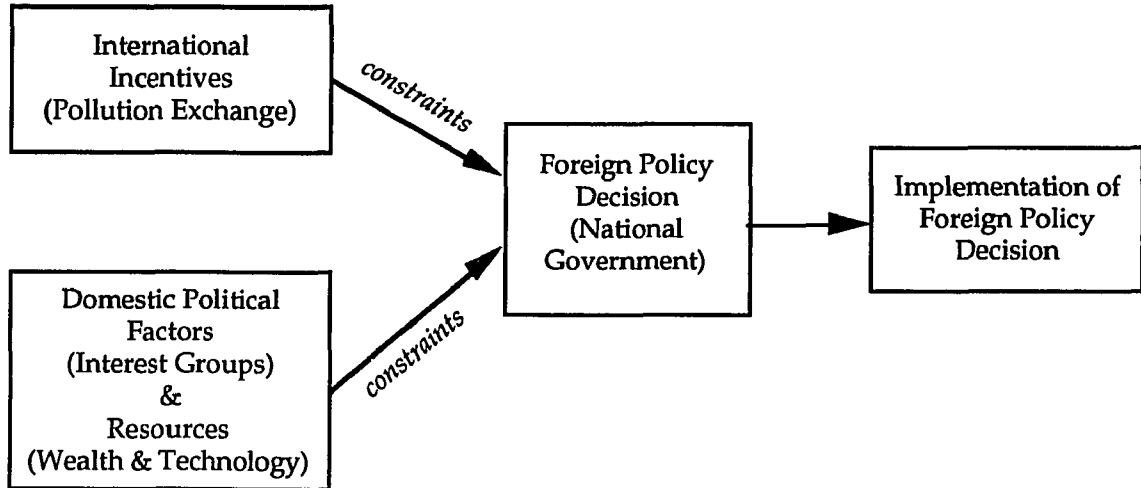 International
Incentives
(Pollution Exchange)
constraints
Foreign Policy
Decision
(National
Government)
Implementation of
Foreign Policy
Decision
Domestic Political
Factors
(Interest Groups)
&
Resources
(Wealth & Technology)
constraints